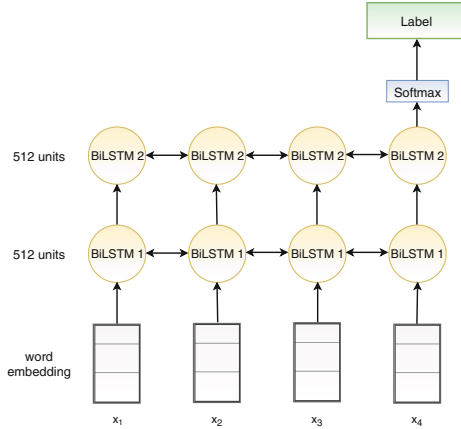 Label
Softmax
512 units
BiLSTM 2
BiLSTM 2
BiLSTM 2
BiLSTM 2
512 units
BiLSTM 1
BiLSTM 1
BiLSTM 1
BiLSTM 1
word
embedding
x₁
x₂
x₃
x₄